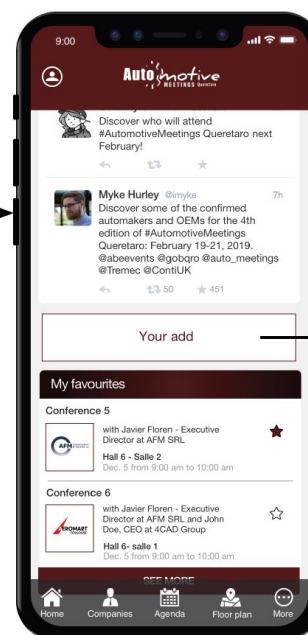 9:00
Automotive
MEETINGS Queretaro
Discover who will attend
#AutomotiveMeetings Queretaro next
February!
Myke Hurley @imyke 7h
Discover some of the confirmed
automakers and OEMs for the 4th
edition of #AutomotiveMeetings
Queretaro: February 19-21, 2019.
@abeevents @gobqro @auto_meetings
@Tremec @ContiUK
50 451
Your add
My favourites
Conference 5
AFM
with Javier Floren - Executive
Director at AFM SRL
Hall 6 - Salle 2
Dec. 5 from 9:00 am to 10:00 am
Conference 6
with Javier Floren - Executive
Director at AFM SRL and John
Doe, CEO at 4CAD Group
Hall 6- salle 1
Dec. 5 from 9:00 am to 10:00 am
SEE MORE
Home Companies Agenda Floor plan More